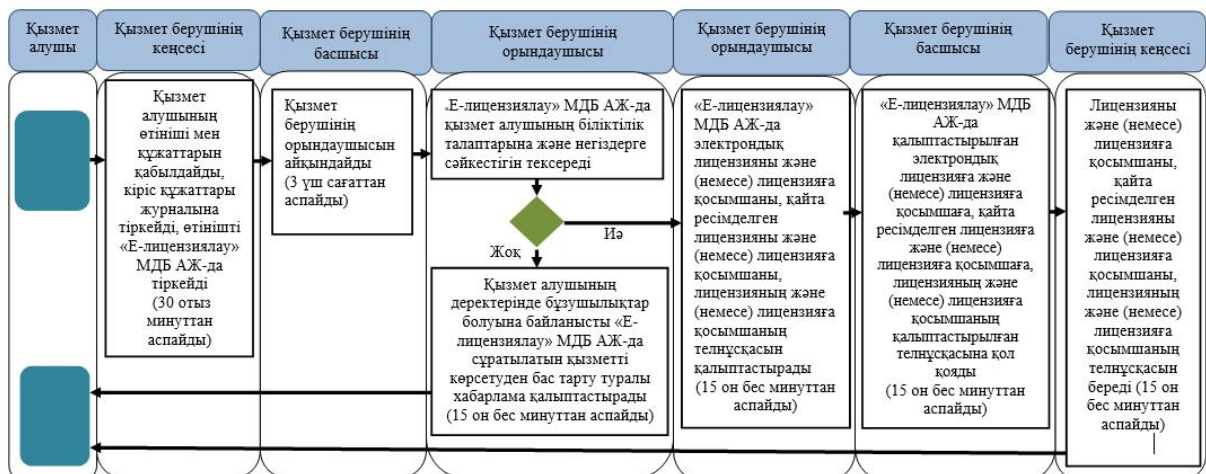 Қызмет
алушы
Қызмет берушінің
кеңсесі
Қызмет берушінің
басшысы
Қызмет берушінің
орындаушысы
Қызмет берушінің
орындаушысы
Қызмет берушінің
басшысы
Қызмет
берушінің кеңсесі
Қызмет
алушының
өтініші мен
құжаттарын
қабылдайды,
кіріс құжаттары
журналына
тіркейді, өтінішті
«Е-лицензиялау»
МДБ АЖ-да
тіркейді
(30 отыз
минуттан
аспайды)
Қызмет
берушінің
орындаушысын
айқындайды
(3 үш сағаттан
аспайды)
«Е-лицензиялау» МДБ АЖ-да
қызмет алушының біліктілік
талаптарына және негіздерге
сәйкестігін тексереді
Иә
Жоқ
Қызмет алушының
деректерінде бұзушылықтар
болуына байланысты «Е-
лицензиялау» МДБ АЖ-да
сұратылатын қызметті
көрсетуден бас тарту туралы
хабарлама қалыптастырады
(15 он бес минуттан аспайды)
«Е-лицензиялау»
МДБ АЖ-да
электрондық
лицензияны және
(немесе) лицензияға
қосымшаны, қайта
ресімделген
лицензияны және
(немесе) лицензияға
қосымшаны,
лицензияның және
(немесе) лицензияға
қосымшаның
телнұсқасын
қалыптастырады
(15 он бес минуттан
аспайды)
«Е-лицензиялау» МДБ
АЖ-да
қалыптастырылған
электрондық
лицензияға және
(немесе) лицензияға
қосымшаға, қайта
ресімделген лицензияға
және (немесе)
лицензияға қосымшаға,
лицензияның және
(немесе) лицензияға
қосымшаның
қалыптастырылған
телнұсқасына қол
қояды
(15 он бес минуттан
аспайды)
Лицензияны
және (немесе)
лицензияға
қосымшаны,
қайта
ресімделген
лицензияны және
(немесе)
лицензияға
қосымшаны,
лицензияның
және (немесе)
лицензияға
қосымшаның
телнұсқасын
береді (15 он
бес минуттан
аспайды)